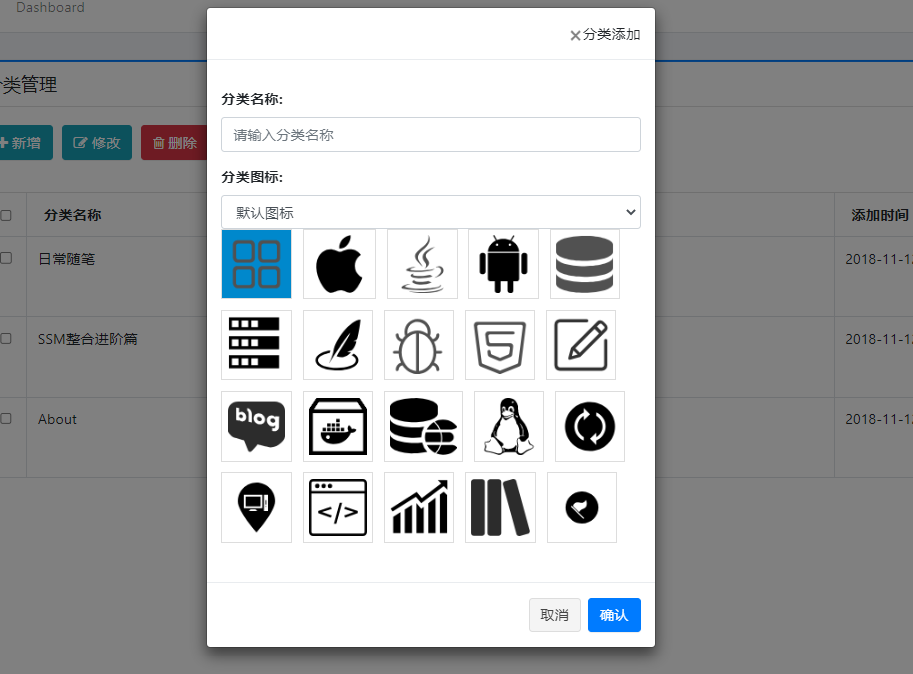 Dashboard
×分类添加
类管理
分类名称:
请输入分类名称
新增
修改
删除
分类图标:
默认图标
分类名称
添加时间
日常随笔
2018-11-1
SSM整合进阶篇
2018-11-1
blog
About
2018-11-1
</>
取消
确认